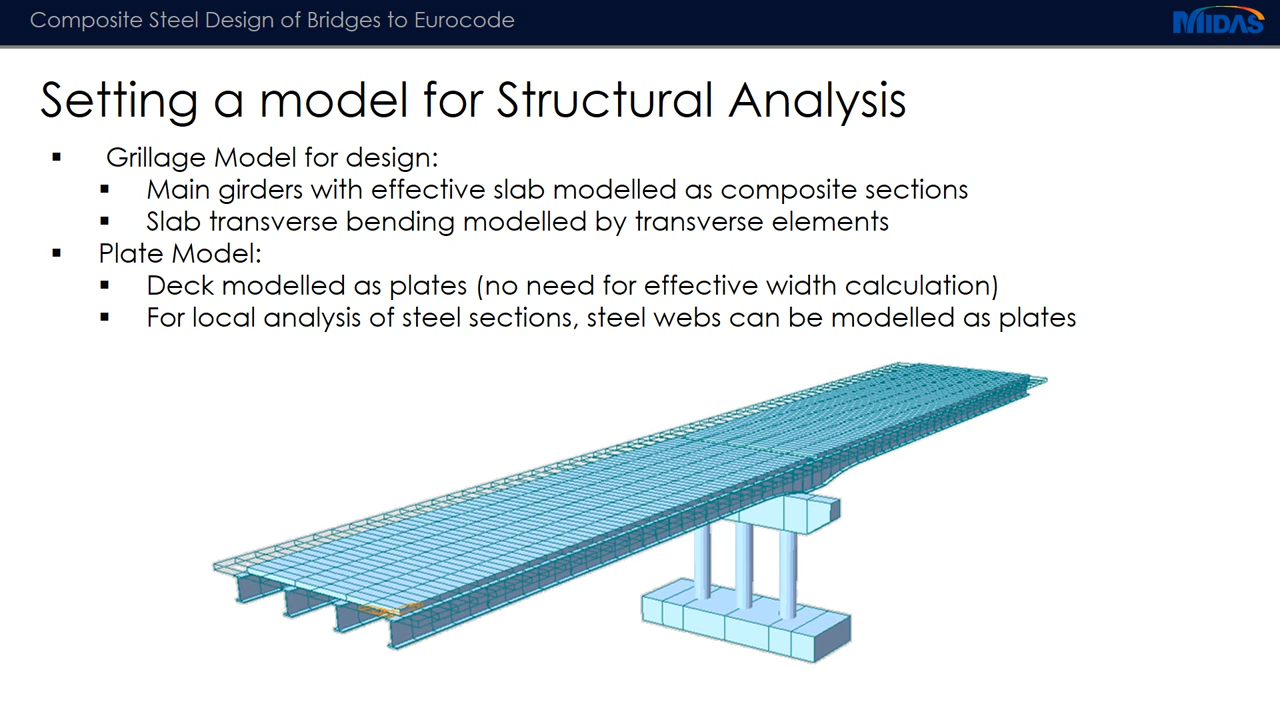 Composite Steel Design of Bridges to Eurocode
MIDAS
Setting a model for Structural Analysis
▪ Grillage Model for design:
▪ Main girders with effective slab modelled as composite sections
▪ Slab transverse bending modelled by transverse elements
▪ Plate Model:
▪ Deck modelled as plates (no need for effective width calculation)
▪ For local analysis of steel sections, steel webs can be modelled as plates